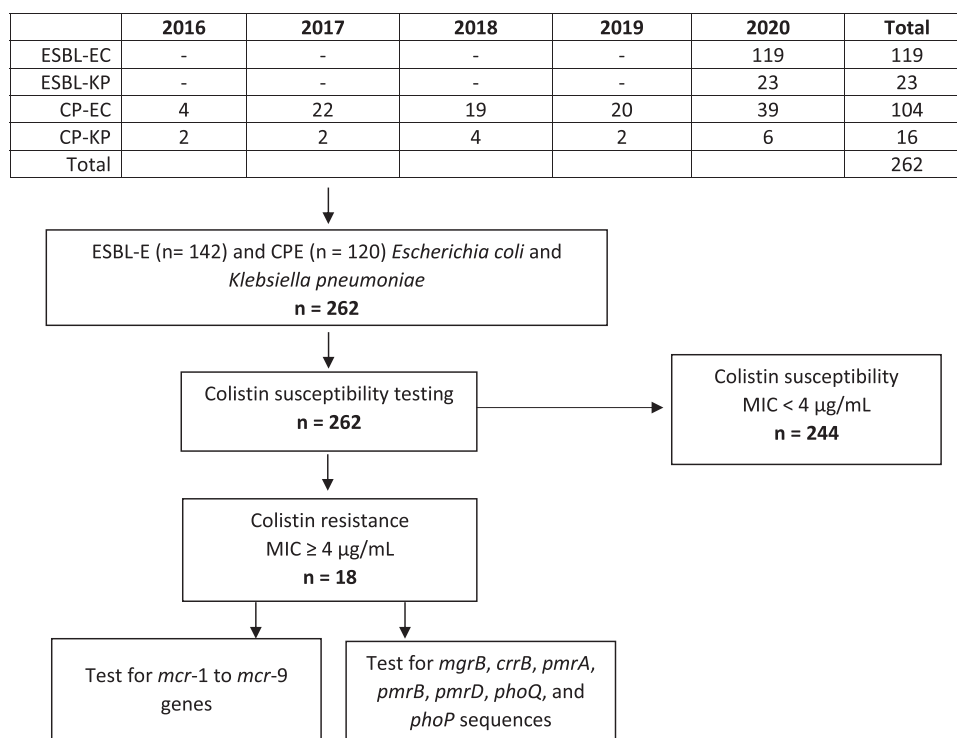 2016 2017 2018 2019 2020 Total
ESBL-EC - - - - 119 119
ESBL-KP - - - - 23 23
CP-EC 4 22 19 20 39 104
CP-KP 2 2 4 2 6 16
Total 262
ESBL-E (n= 142) and CPE (n = 120) Escherichia coli and
Klebsiella pneumoniae
n = 262
Colistin susceptibility testing
n = 262
Colistin susceptibility
MIC < 4 µg/mL
n = 244
Colistin resistance
MIC ≥ 4 µg/mL
n = 18
Test for mcr-1 to mcr-9
genes
Test for mgrB, crrB, pmrA,
pmrB, pmrD, phoQ, and
phoP sequences